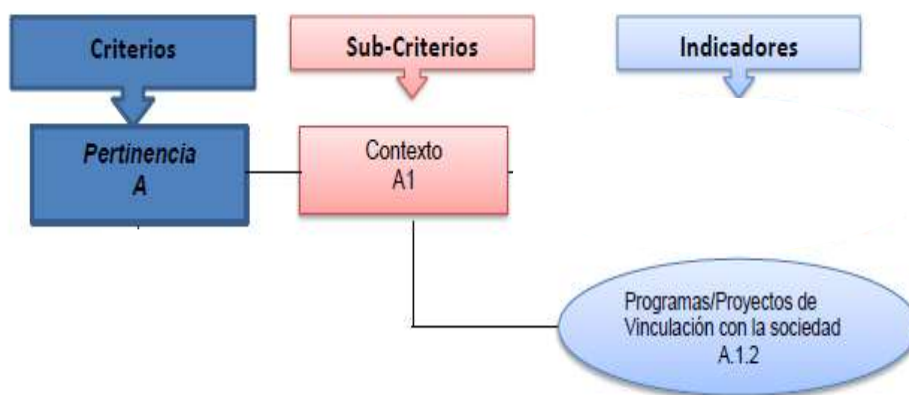 Criterios
Sub-Criterios
Indicadores
Pertinencia
A
Contexto
A1
Programas/Proyectos de
Vinculación con la sociedad
A.1.2